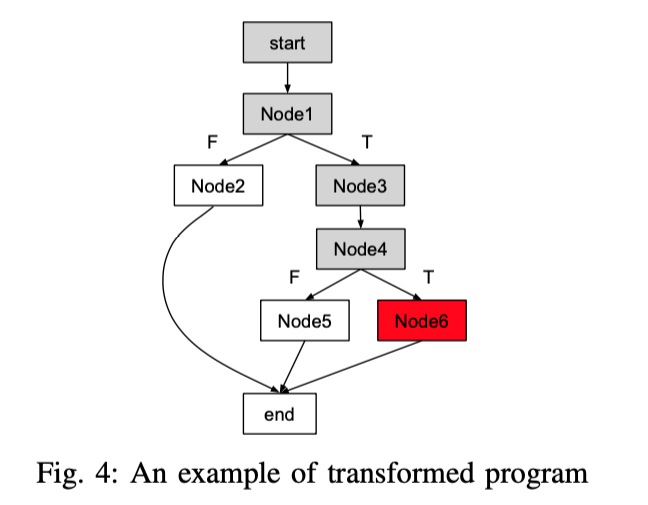 start
Node1
F
T
Node2
Node3
Node4
F
T
Node5
Node6
end
Fig. 4: An example of transformed program